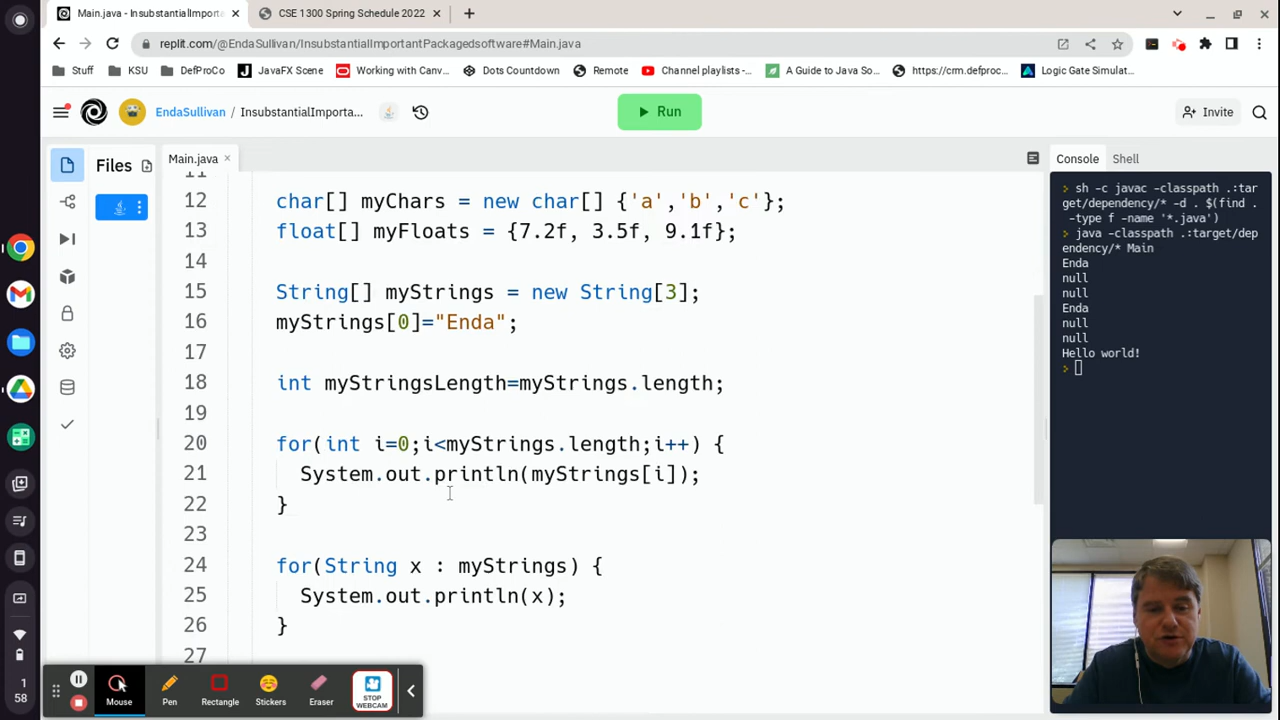 Main.java - InsubstantialImporta
CSE 1300 Spring Schedule 2022
replit.com/@EndaSullivan/InsubstantialImportantPackagedsoftware#Main.java
Stuff KSU DefProCo JavaFX Scene Working with Canv... Dots Countdown Remote Channel playlists -... A Guide to Java So... https://crm.defproc... Logic Gate Simulat...
EndaSullivan / InsubstantialImporta... Run Invite
Files Main.java Console Shell
11
12 char[] myChars = new char[] {'a','b','c'};
13 float[] myFloats = {7.2f, 3.5f, 9.1f};
14
15 String[] myStrings = new String[3];
16 myStrings[0]="Enda";
17
18 int myStringsLength=myStrings.length;
19
20 for(int i=0;i<myStrings.length;i++) {
21 System.out.println(myStrings[i]);
22 }
23
24 for(String x : myStrings) {
25 System.out.println(x);
26 }
27
sh -c javac -classpath .:tar
get/dependency/* -d . $(find .
-type f -name '*.java')
java -classpath .:target/dep
endency/* Main
Enda
null
null
Enda
null
null
Hello world!
1
58
Mouse Pen Rectangle Stickers Eraser STOP
WEBCAM